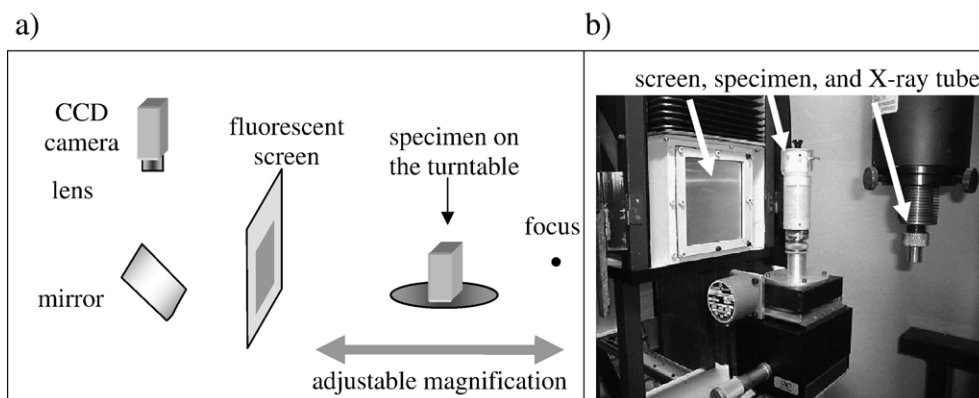 a)
b)
CCD
camera
lens
mirror
fluorescent
screen
specimen on
the turntable
focus
adjustable magnification
screen, specimen, and X-ray tube